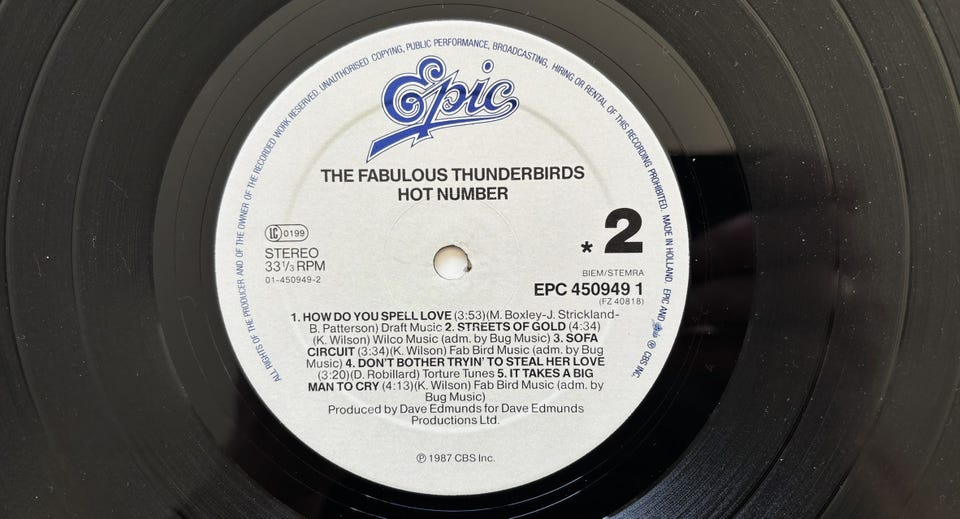 ALL RIGHTS OF THE PRODUCER AND OF THE OWNER OF THE RECORDED WORK RESERVED. UNAUTHORISED COPYING, PUBLIC PERFORMANCE, BROADCASTING, HIRING OR RENTAL OF THIS RECORDING PROHIBITED. MADE IN HOLLAND. EPIC AND Epic ® CBS INC.
Epic
THE FABULOUS THUNDERBIRDS
HOT NUMBER
LC 0199
STEREO
33⅓ RPM
01-450949-2
* 2
BIEM/STEMRA
EPC 450949 1
(FZ 40818)
1. HOW DO YOU SPELL LOVE (3:53)(M. Boxley-J. Strickland-
B. Patterson) Draft Music 2. STREETS OF GOLD (4:34)
(K. Wilson) Wilco Music (adm. by Bug Music) 3. SOFA
CIRCUIT (3:34)(K. Wilson) Fab Bird Music (adm. by Bug
Music) 4. DON'T BOTHER TRYIN' TO STEAL HER LOVE
(3:20)(D. Robillard) Torture Tunes 5. IT TAKES A BIG
MAN TO CRY (4:13)(K. Wilson) Fab Bird Music (adm. by
Bug Music)
Produced by Dave Edmunds for Dave Edmunds
Productions Ltd.
℗ 1987 CBS Inc.